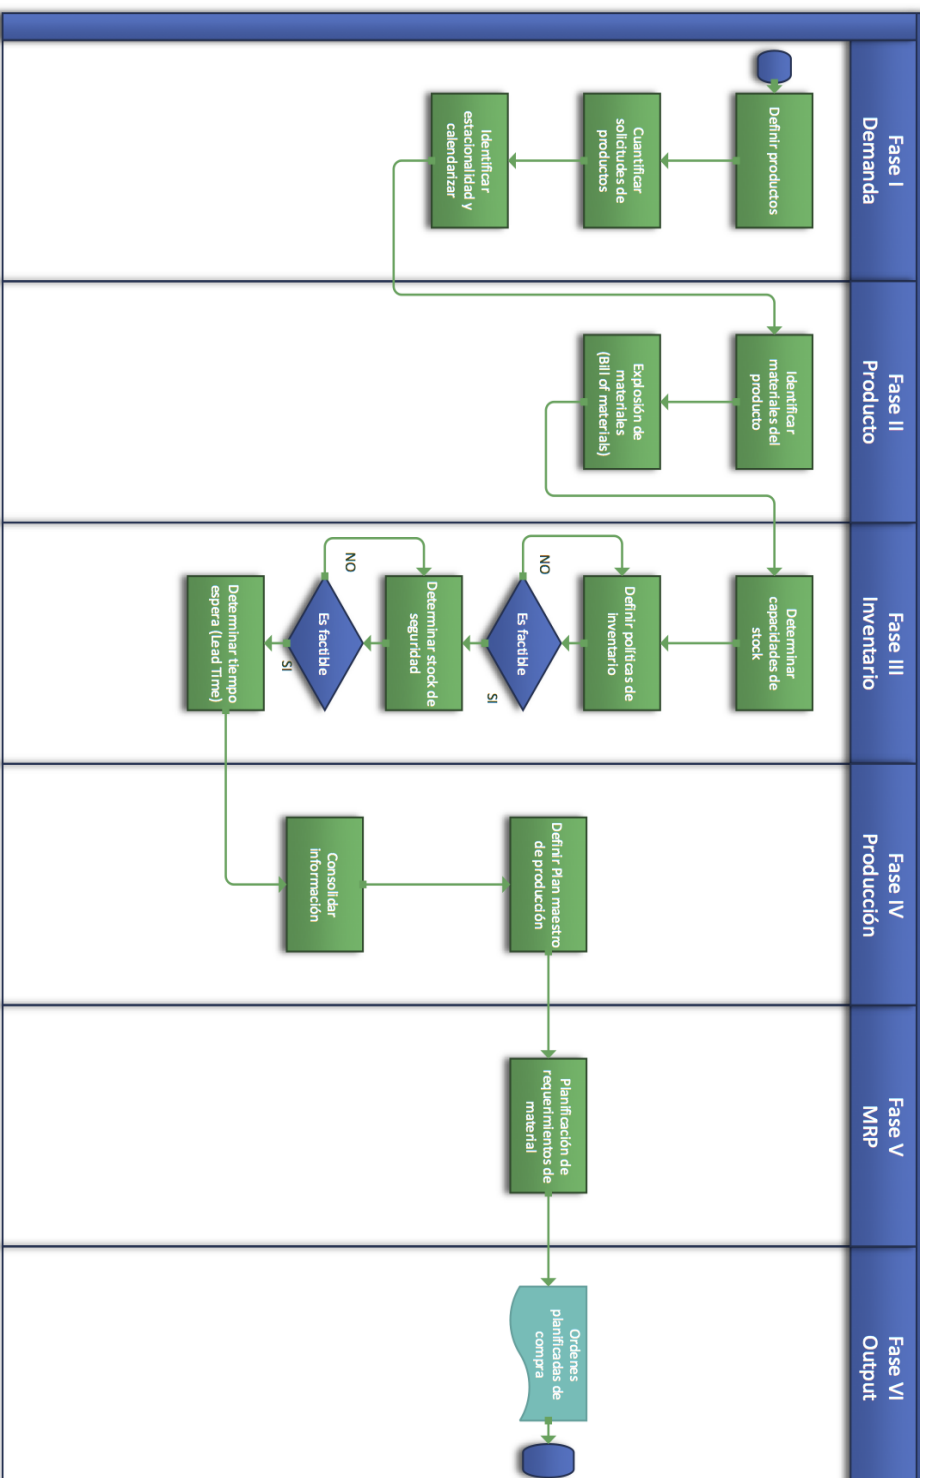 Fase I
Demanda
Fase II
Producto
Fase III
Inventario
Fase IV
Producción
Fase V
MRP
Fase VI
Output
Definir productos
Cuantificar
solicitudes de
productos
Identificar
estacionalidad y
calendarizar
Identificar
materiales del
producto
Explosión de
materiales
(Bill of materials)
Determinar
capacidades de
stock
Definir políticas de
inventario
Es factible
NO
SI
Determinar stock de
seguridad
Es factible
NO
SI
Determinar tiempo
espera (Lead Time)
Consolidar
información
Definir Plan maestro
de producción
Planificación de
requerimientos de
material
Ordenes
planificadas de
compra